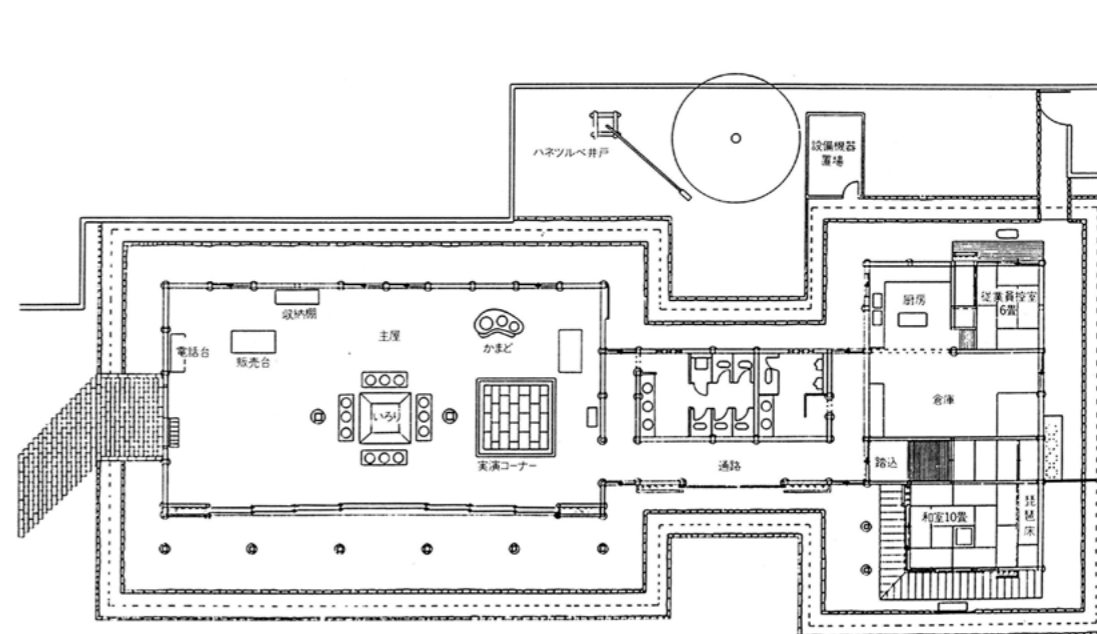 ハネツルベ井戸
設備機器
置場
収納棚
電話台
販売台
主屋
かまど
いろり
実演コーナー
通路
厨房
従業員控室
6畳
倉庫
踏込
和室10畳
琵琶床